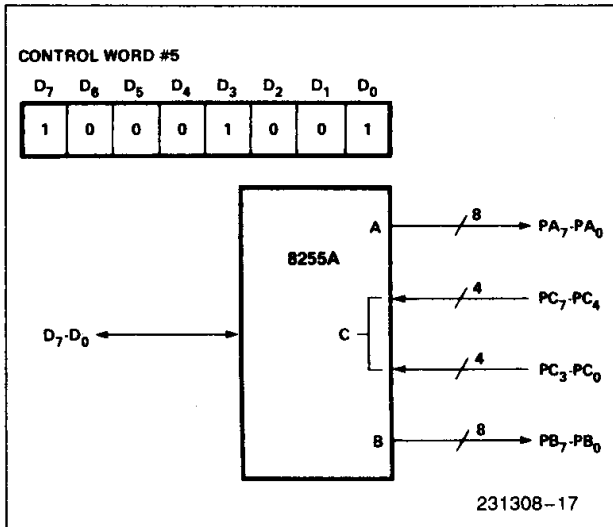 CONTROL WORD #5
D7 D6 D5 D4 D3 D2 D1 D0
1 0 0 0 1 0 0 1
A 8 PA7-PA0
8255A
4 PC7-PC4
D7-D0 C
4 PC3-PC0
B 8 PB7-PB0
231308-17